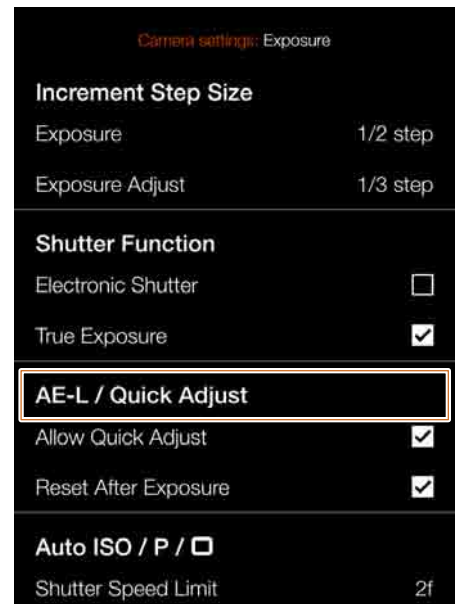 Camera settings: Exposure
Increment Step Size
Exposure 1/2 step
Exposure Adjust 1/3 step
Shutter Function
Electronic Shutter
True Exposure
AE-L / Quick Adjust
Allow Quick Adjust
Reset After Exposure
Auto ISO / P /
Shutter Speed Limit 2f